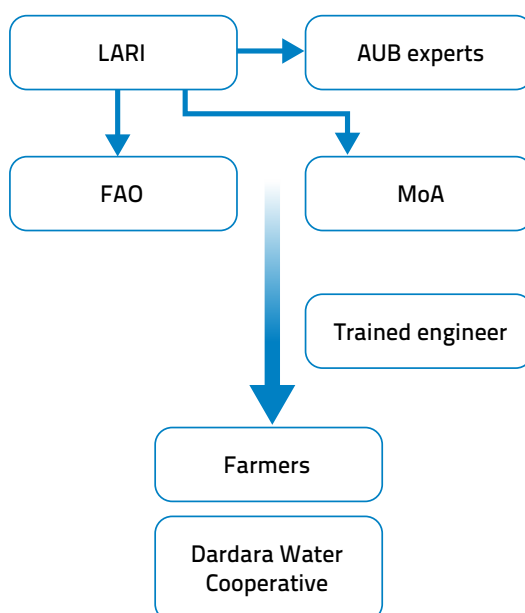 LARI
AUB experts
FAO
MoA
Trained engineer
Farmers
Dardara Water
Cooperative